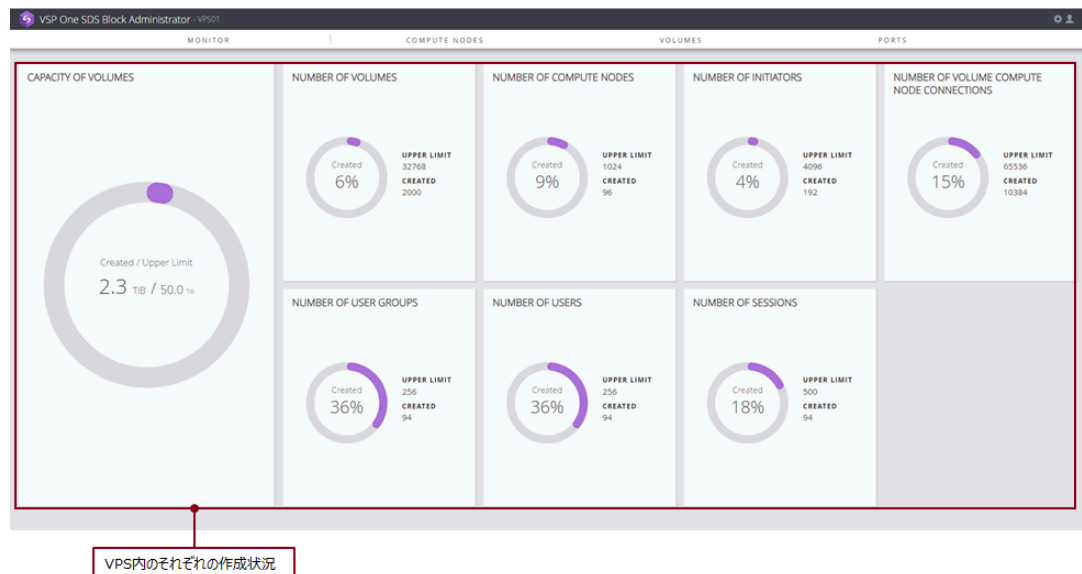 VSP One SDS Block Administrator - VPS01
MONITOR
COMPUTE NODES
VOLUMES
PORTS
CAPACITY OF VOLUMES
Created / Upper Limit
2.3 TiB / 50.0 TiB
NUMBER OF VOLUMES
Created
6%
UPPER LIMIT
32768
CREATED
2000
NUMBER OF COMPUTE NODES
Created
9%
UPPER LIMIT
1024
CREATED
96
NUMBER OF INITIATORS
Created
4%
UPPER LIMIT
4096
CREATED
192
NUMBER OF VOLUME COMPUTE
NODE CONNECTIONS
Created
15%
UPPER LIMIT
65536
CREATED
10384
NUMBER OF USER GROUPS
Created
36%
UPPER LIMIT
256
CREATED
94
NUMBER OF USERS
Created
36%
UPPER LIMIT
256
CREATED
94
NUMBER OF SESSIONS
Created
18%
UPPER LIMIT
500
CREATED
94
VPS内のそれぞれの作成状況